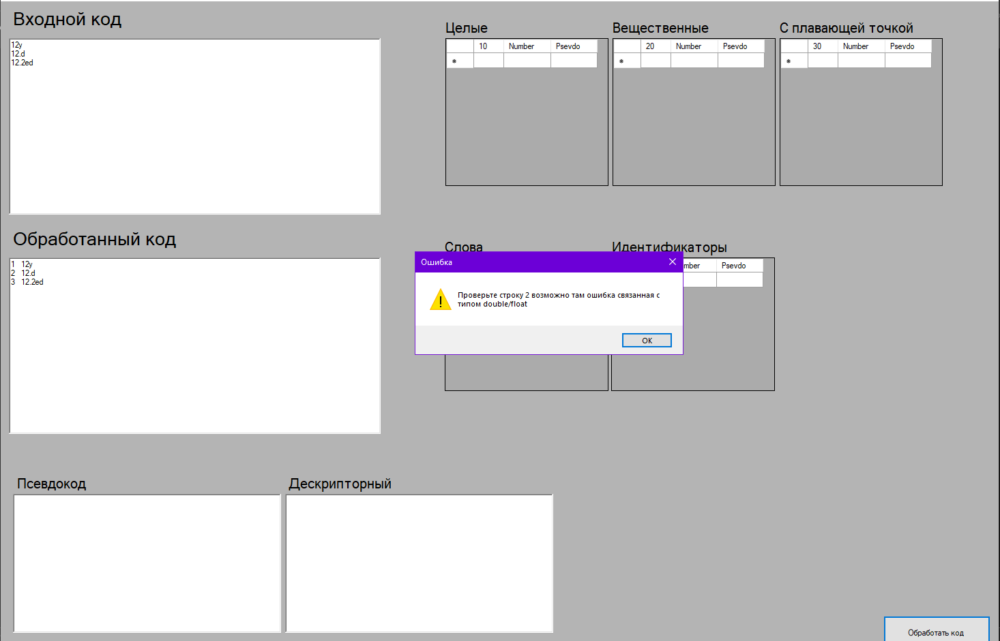 Входной код
12y
12.d
12.2ed
Целые
10 Number Psevdo
Вещественные
20 Number Psevdo
С плавающей точкой
30 Number Psevdo
Обработанный код
1 12y
2 12.d
3 12.2ed
Слова
Идентификаторы
mber Psevdo
Ошибка
Проверьте строку 2 возможно там ошибка связанная с
типом double/float
OK
Псевдокод
Дескрипторный
Обработать код